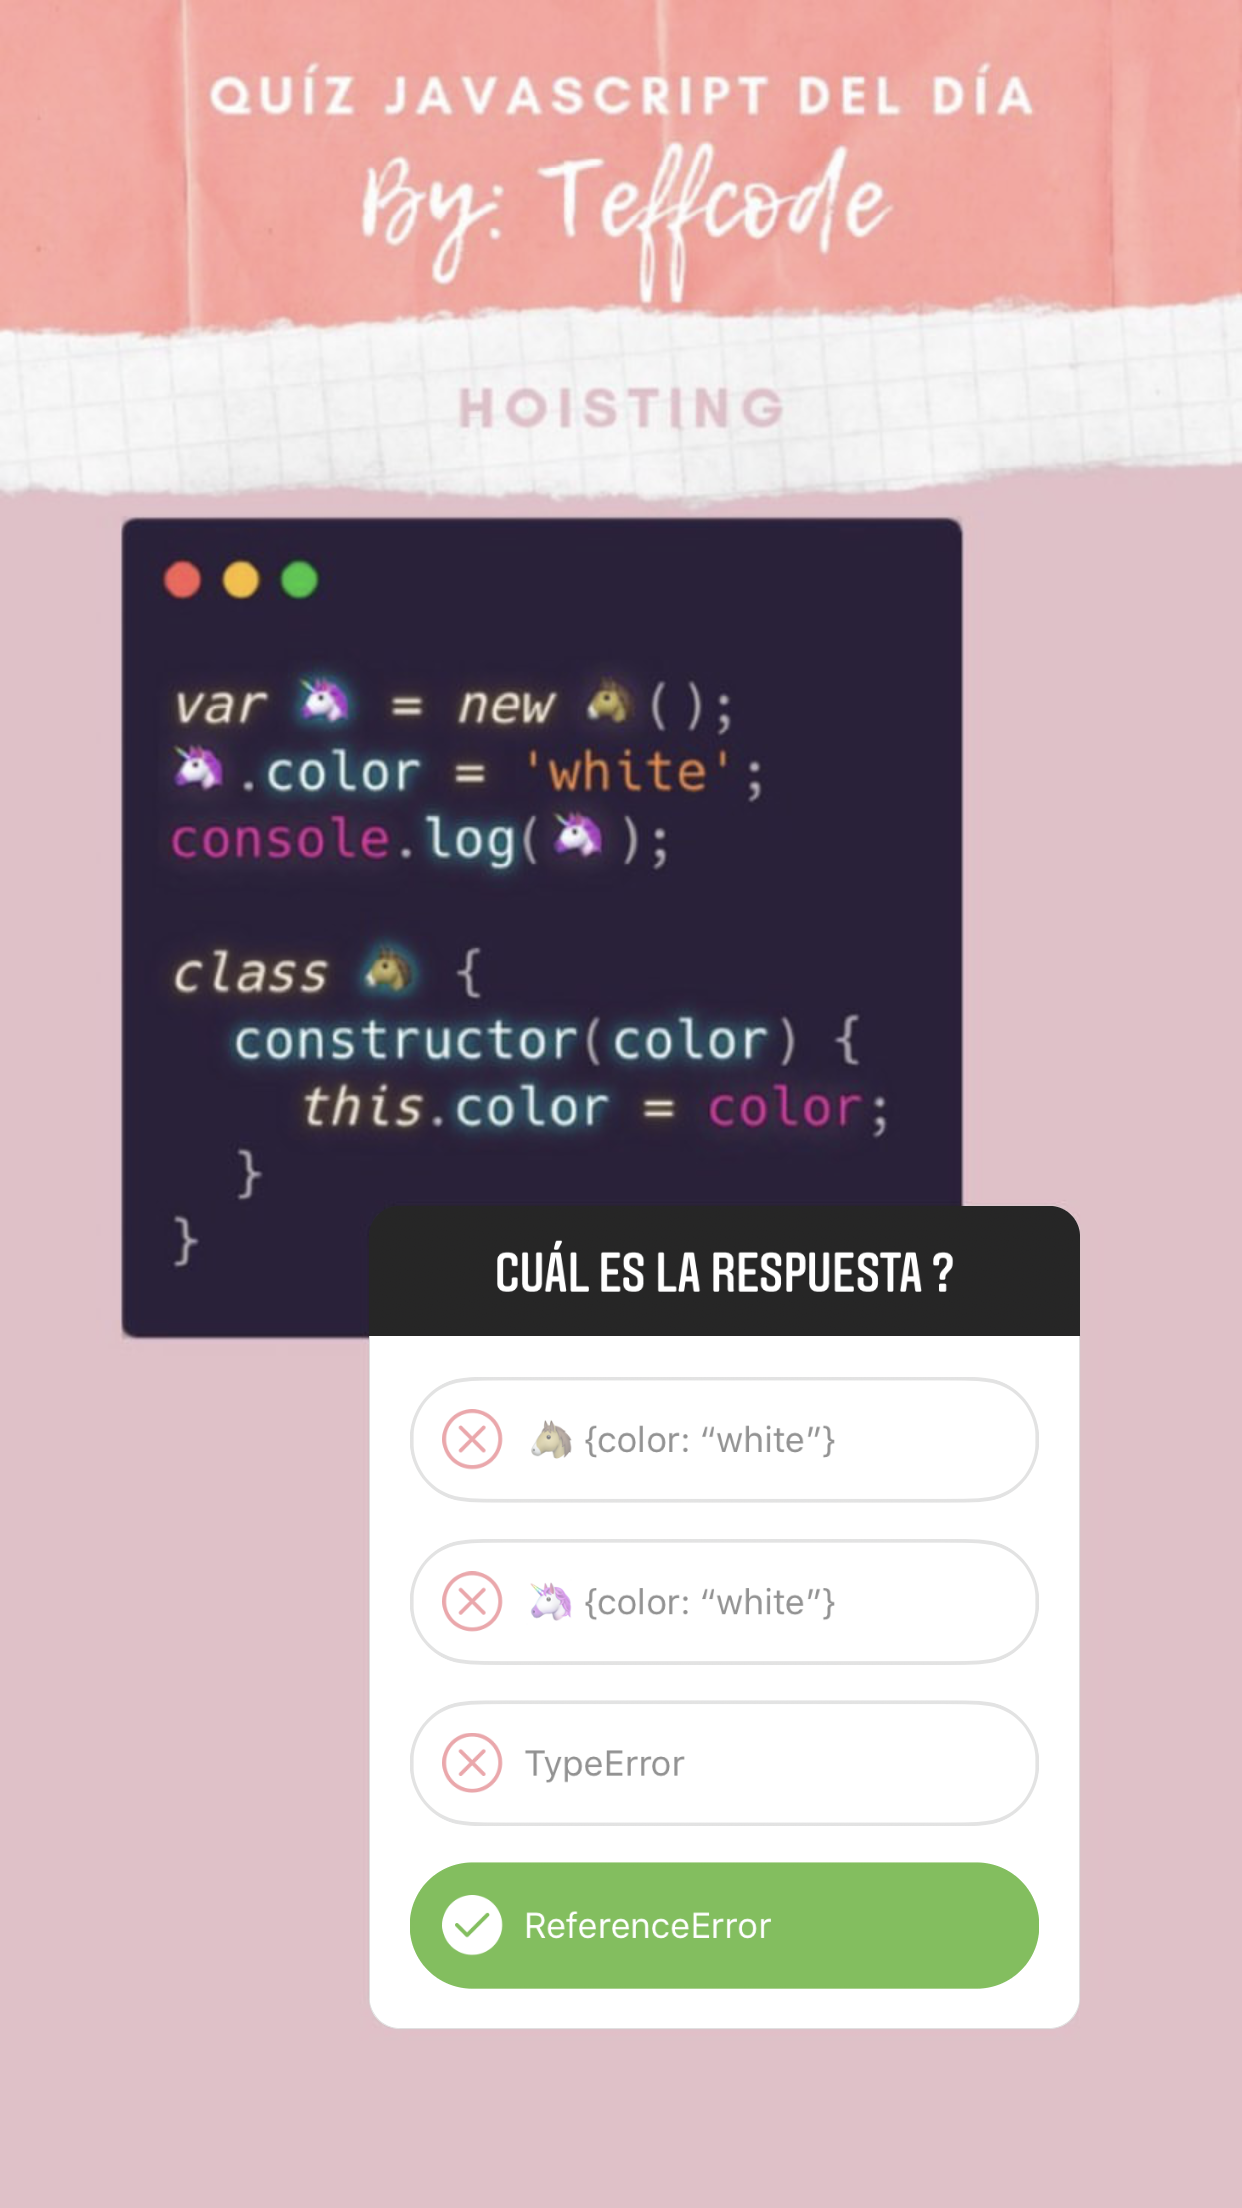 QUÍZ JAVASCRIPT DEL DÍA
By: Teffcode
HOISTING
var 🦄 = new 🐴();
🦄.color = 'white';
console.log(🦄);
class 🐴 {
constructor(color) {
this.color = color;
}
}
CUÁL ES LA RESPUESTA ?
🐴 {color: “white”}
🦄 {color: “white”}
TypeError
ReferenceError